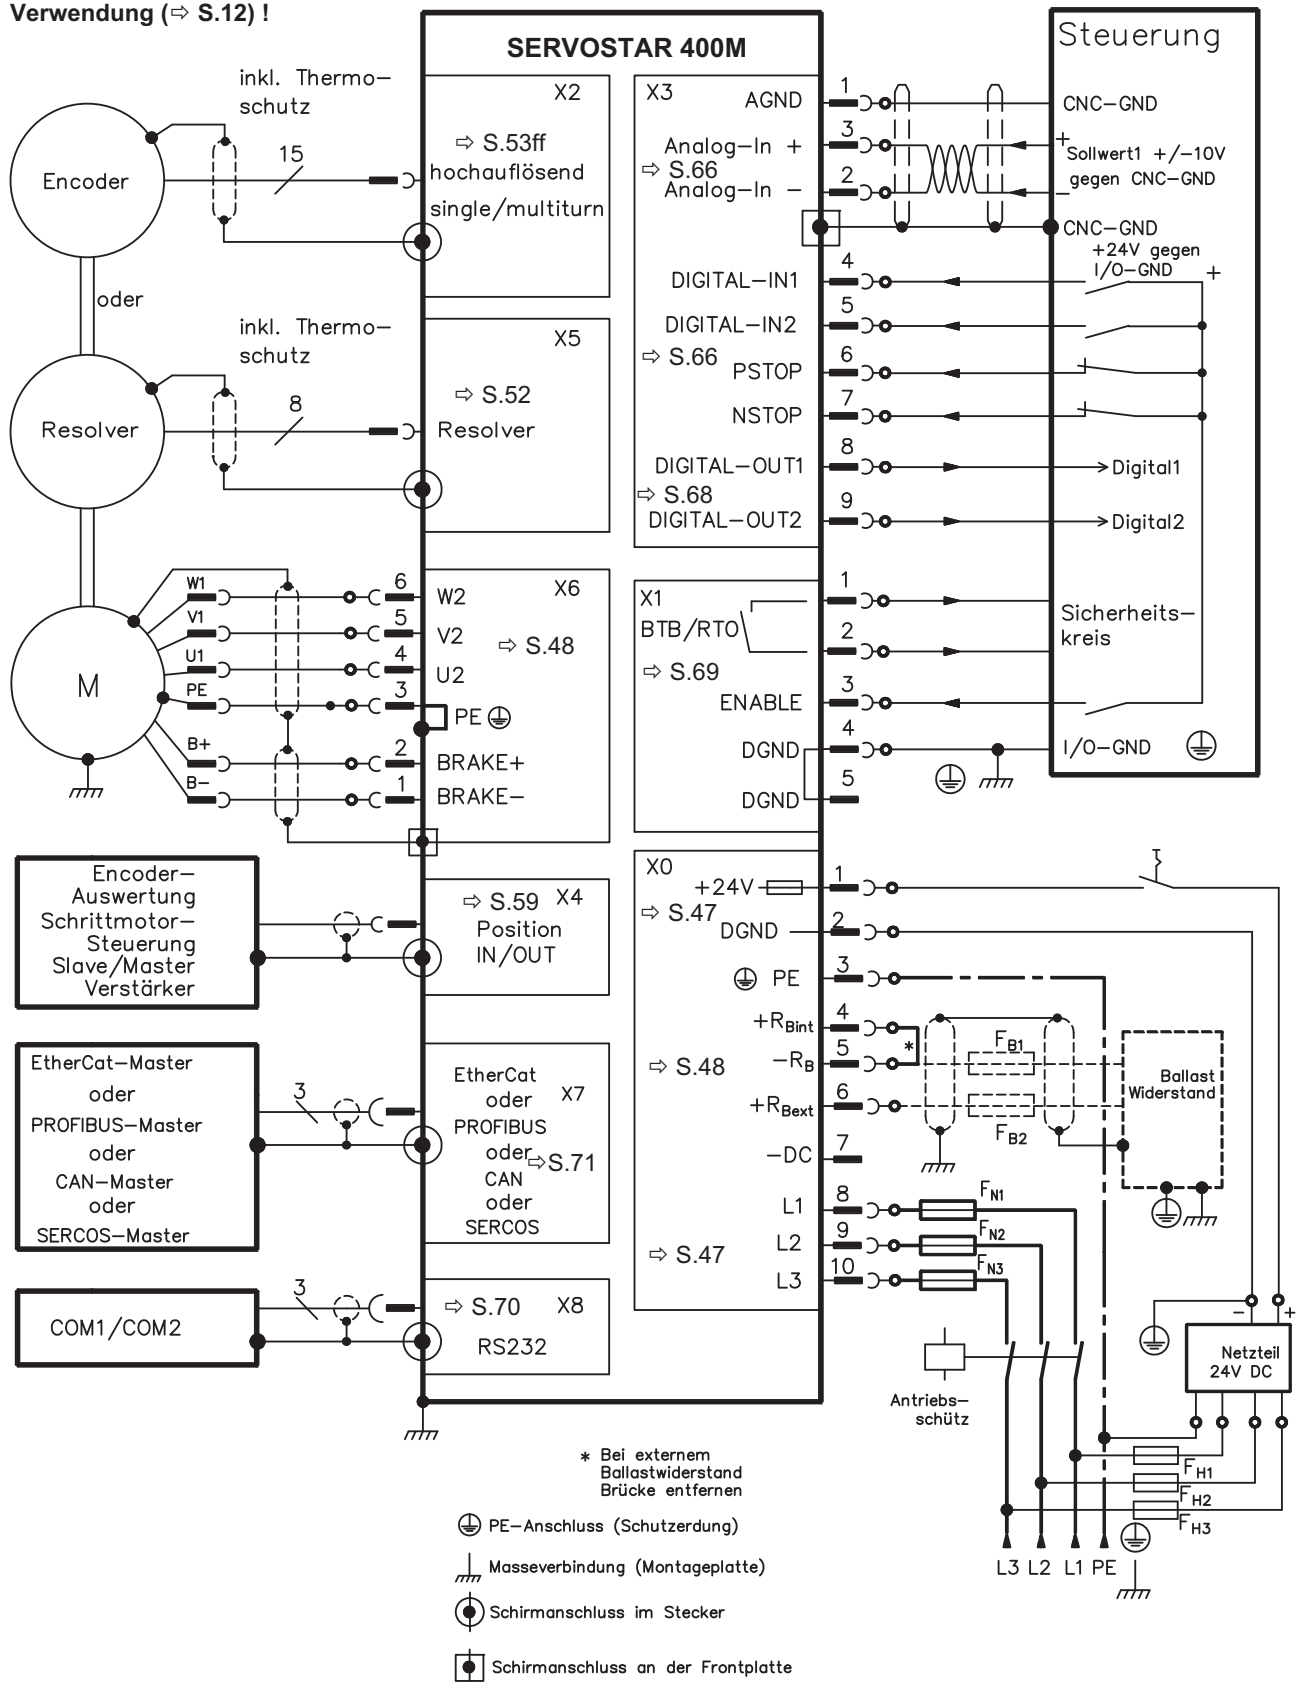 Verwendung (⇨ S.12) !
SERVOSTAR 400M
Steuerung
inkl. Thermo-
schutz
15
Encoder
X2
⇨ S.53ff
hochauflösend
single/multiturn
oder
inkl. Thermo-
schutz
8
Resolver
X5
⇨ S.52
Resolver
M
W1
V1
U1
PE
B+
B-
6
5
4
3
2
1
X6
W2
V2
⇨ S.48
U2
PE
BRAKE+
BRAKE-
Encoder-
Auswertung
Schrittmotor-
Steuerung
Slave/Master
Verstärker
⇨ S.59 X4
Position
IN/OUT
EtherCat-Master
oder
PROFIBUS-Master
oder
CAN-Master
oder
SERCOS-Master
3
EtherCat
oder X7
PROFIBUS
oder ⇨ S.71
CAN
oder
SERCOS
COM1/COM2
3
⇨ S.70 X8
RS232
X3
AGND 1
Analog-In + 3
⇨ S.66
Analog-In - 2
DIGITAL-IN1 4
DIGITAL-IN2 5
⇨ S.66
PSTOP 6
NSTOP 7
DIGITAL-OUT1 8
⇨ S.68
DIGITAL-OUT2 9
CNC-GND
+
Sollwert1 +/-10V
gegen CNC-GND
-
CNC-GND
+24V gegen
I/O-GND +
Digital1
Digital2
X1
BTB/RTO
1
2
⇨ S.69
ENABLE 3
DGND 4
DGND 5
Sicherheits-
kreis
I/O-GND
X0
+24V 1
⇨ S.47
DGND 2
PE 3
+RBint 4
-RB 5
*
⇨ S.48
+RBext 6
-DC 7
L1 8
L2 9
⇨ S.47
L3 10
FB1
FB2
Ballast
Widerstand
FN1
FN2
FN3
Antriebs-
schütz
- +
Netzteil
24V DC
FH1
FH2
FH3
L3 L2 L1 PE
* Bei externem
Ballastwiderstand
Brücke entfernen
PE-Anschluss (Schutzerdung)
Masseverbindung (Montageplatte)
Schirmanschluss im Stecker
Schirmanschluss an der Frontplatte